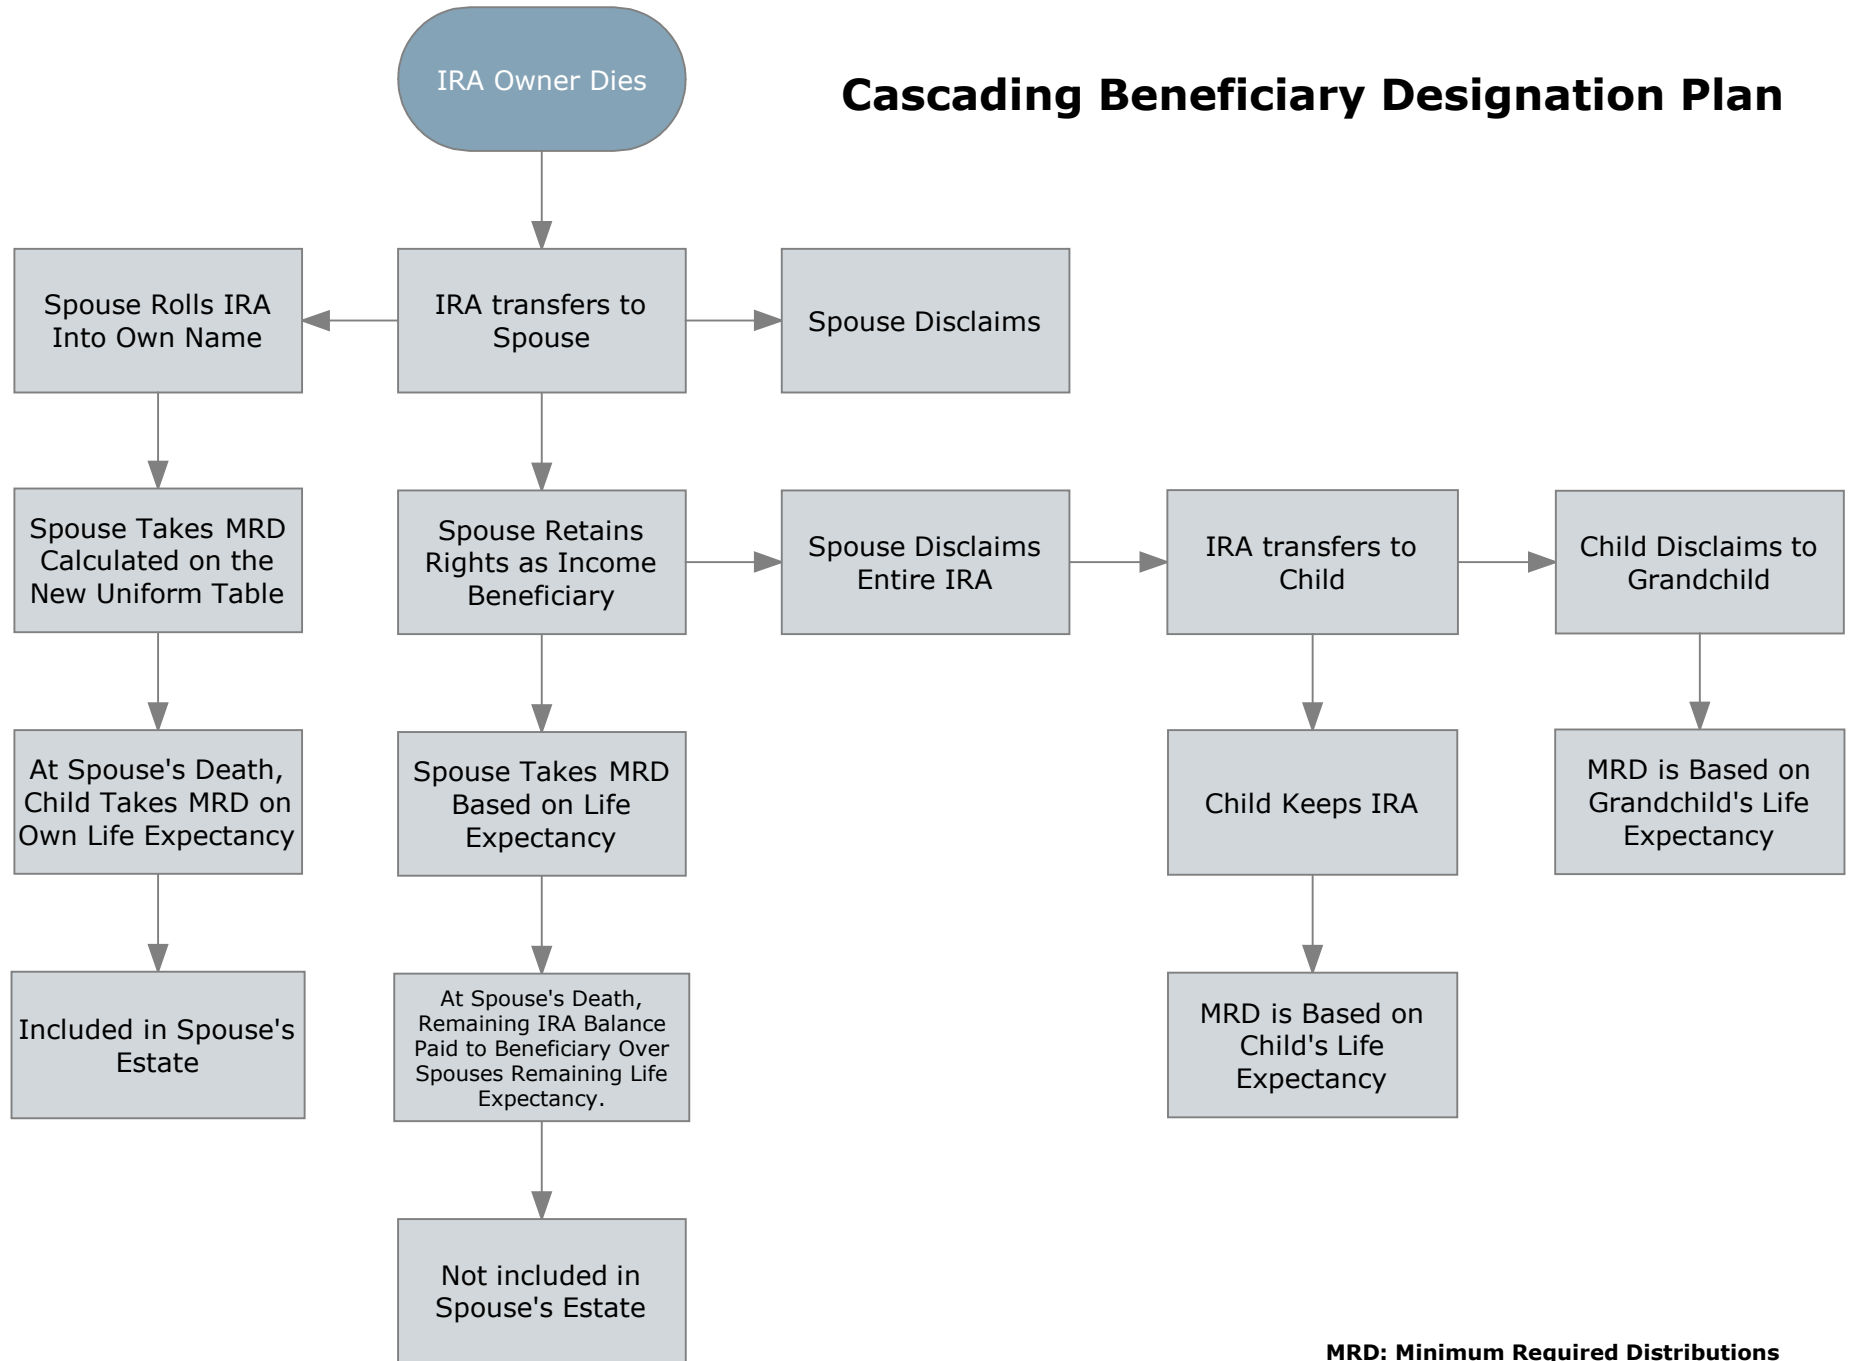 IRA Owner Dies
Cascading Beneficiary Designation Plan
Spouse Rolls IRA
Into Own Name
IRA transfers to
Spouse
Spouse Disclaims
Spouse Takes MRD
Calculated on the
New Uniform Table
Spouse Retains
Rights as Income
Beneficiary
Spouse Disclaims
Entire IRA
IRA transfers to
Child
Child Disclaims to
Grandchild
At Spouse's Death,
Child Takes MRD on
Own Life Expectancy
Spouse Takes MRD
Based on Life
Expectancy
Child Keeps IRA
MRD is Based on
Grandchild's Life
Expectancy
Included in Spouse's
Estate
At Spouse's Death,
Remaining IRA Balance
Paid to Beneficiary Over
Spouses Remaining Life
Expectancy.
MRD is Based on
Child's Life
Expectancy
Not included in
Spouse's Estate
MRD: Minimum Required Distributions